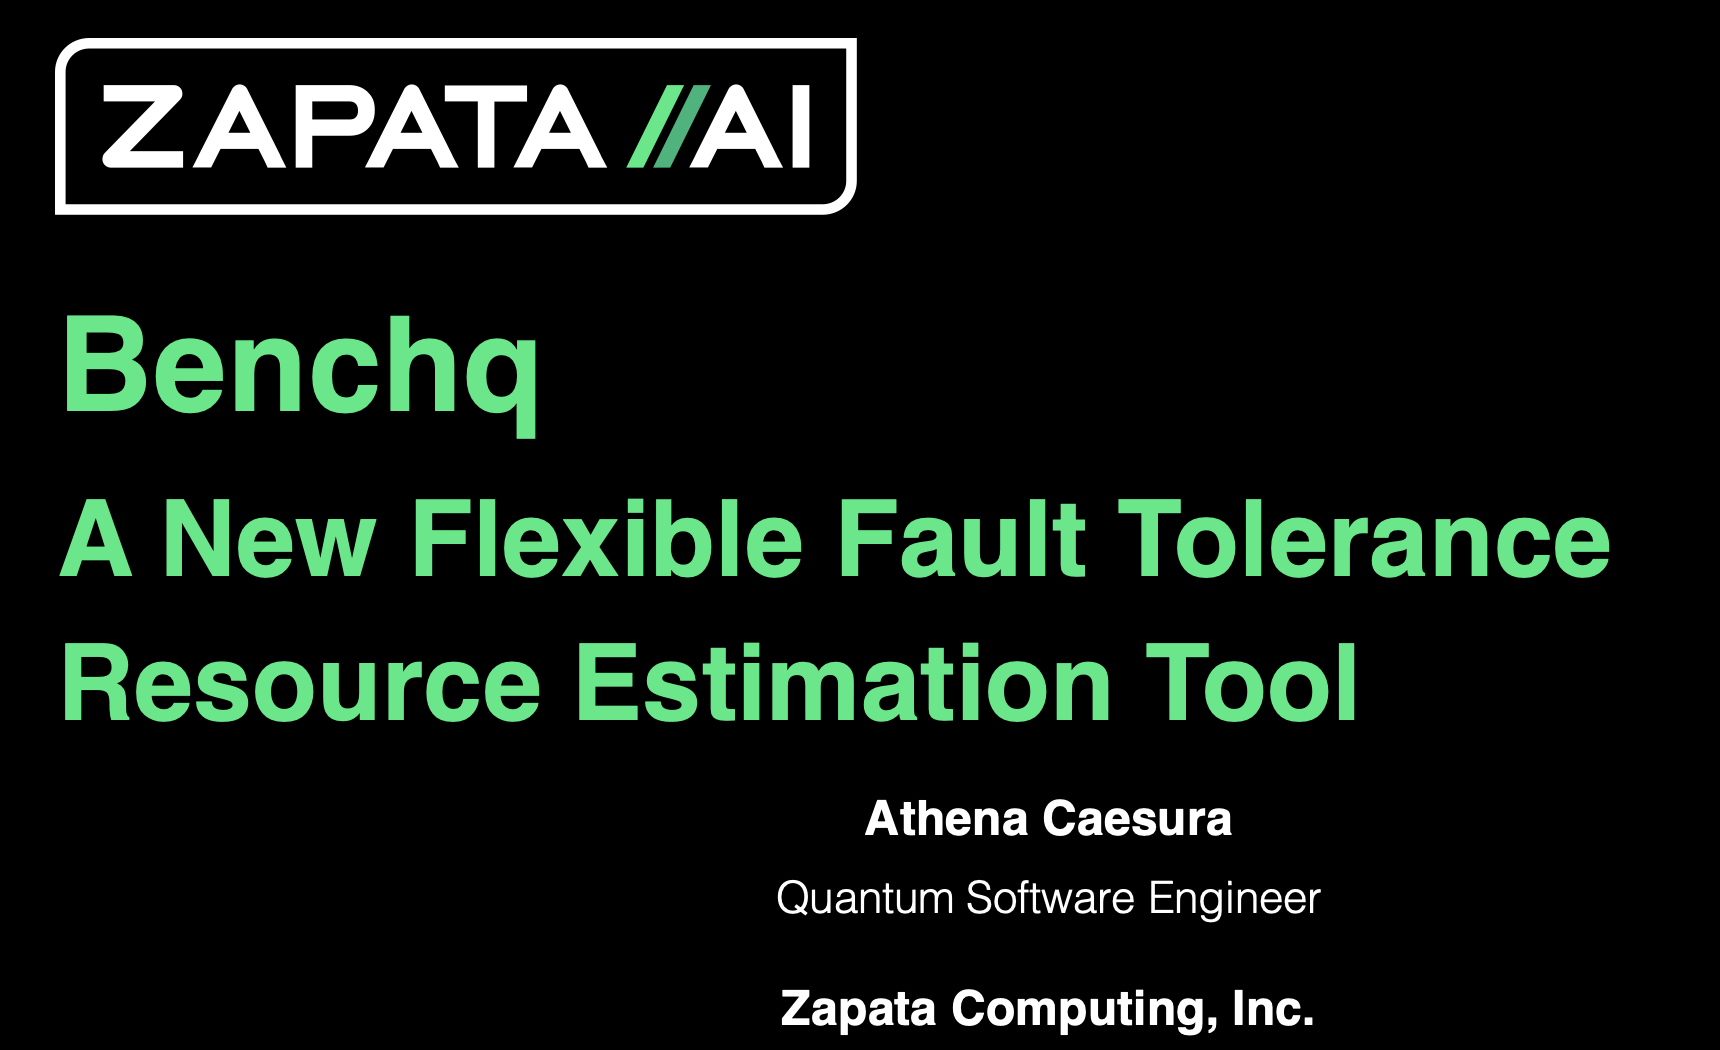 ZAPATA //AI
Benchq
A New Flexible Fault Tolerance
Resource Estimation Tool
Athena Caesura
Quantum Software Engineer
Zapata Computing, Inc.